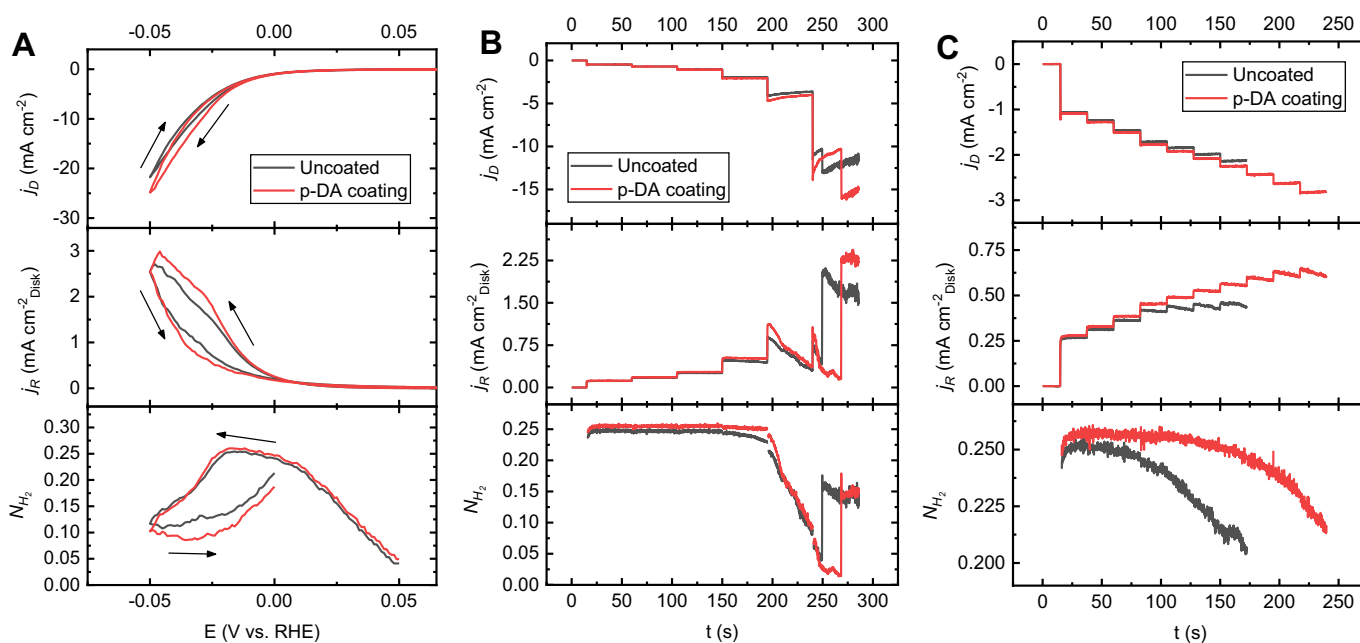 A
-0.05 0.00 0.05
0
-10
-20
-30
j_D (mA cm⁻²)
Uncoated
p-DA coating
3
2
1
0
j_R (mA cm⁻²_Disk)
0.30
0.25
0.20
0.15
0.10
0.05
0.00
N_H₂
-0.05 0.00 0.05
E (V vs. RHE)
B
0 50 100 150 200 250 300
0
-5
-10
-15
j_D (mA cm⁻²)
Uncoated
p-DA coating
2.25
1.50
0.75
0.00
j_R (mA cm⁻²_Disk)
0.25
0.20
0.15
0.10
0.05
0.00
N_H₂
0 50 100 150 200 250 300
t (s)
C
0 50 100 150 200 250
0
-1
-2
-3
j_D (mA cm⁻²)
Uncoated
p-DA coating
0.75
0.50
0.25
0.00
j_R (mA cm⁻²_Disk)
0.250
0.225
0.200
N_H₂
0 50 100 150 200 250
t (s)